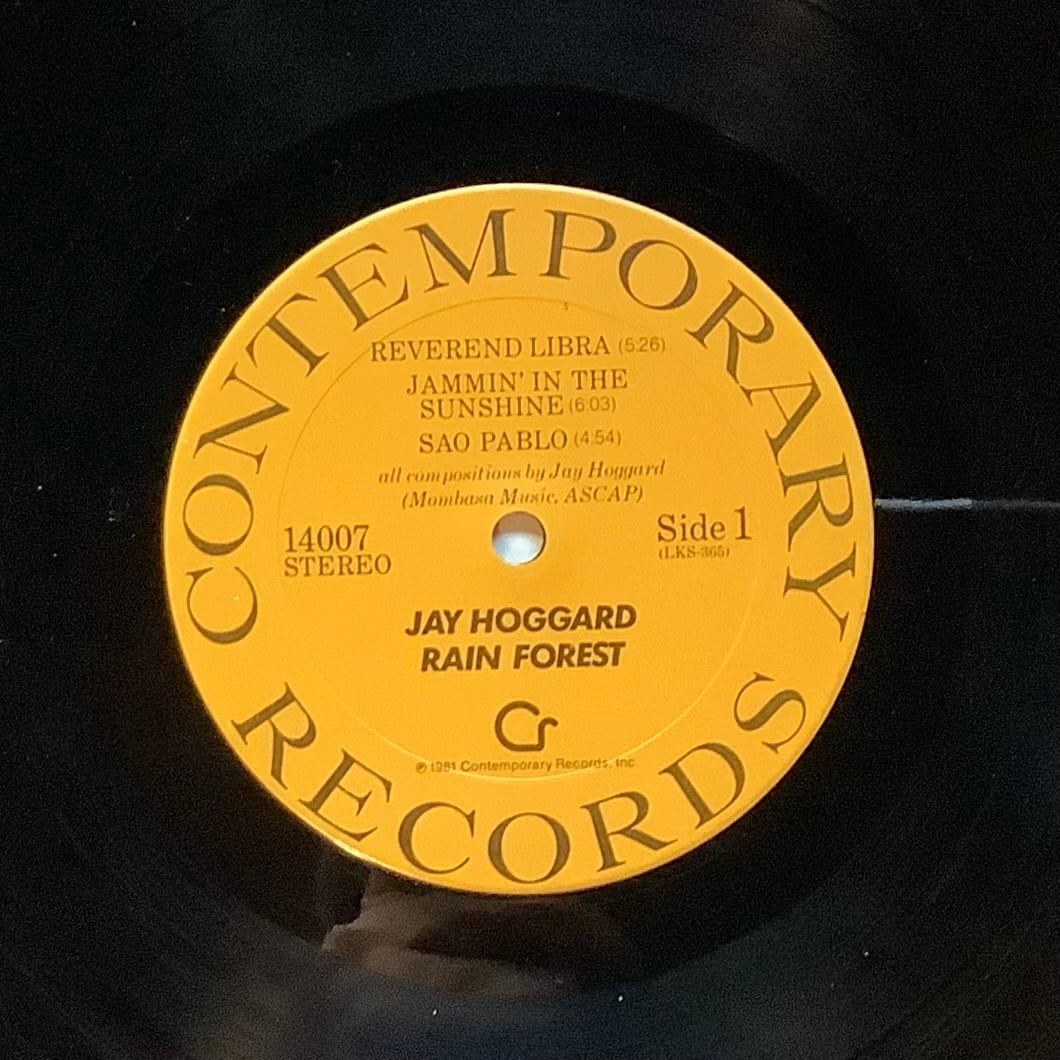 CONTEMPORARY
REVEREND LIBRA (5:26)
JAMMIN' IN THE
SUNSHINE (6:03)
SAO PABLO (4:54)
all compositions by Jay Hoggard
(Mombasa Music, ASCAP)
14007
STEREO
Side 1
(LKS-365)
JAY HOGGARD
RAIN FOREST
Cr
℗ 1981 Contemporary Records, Inc.
RECORDS